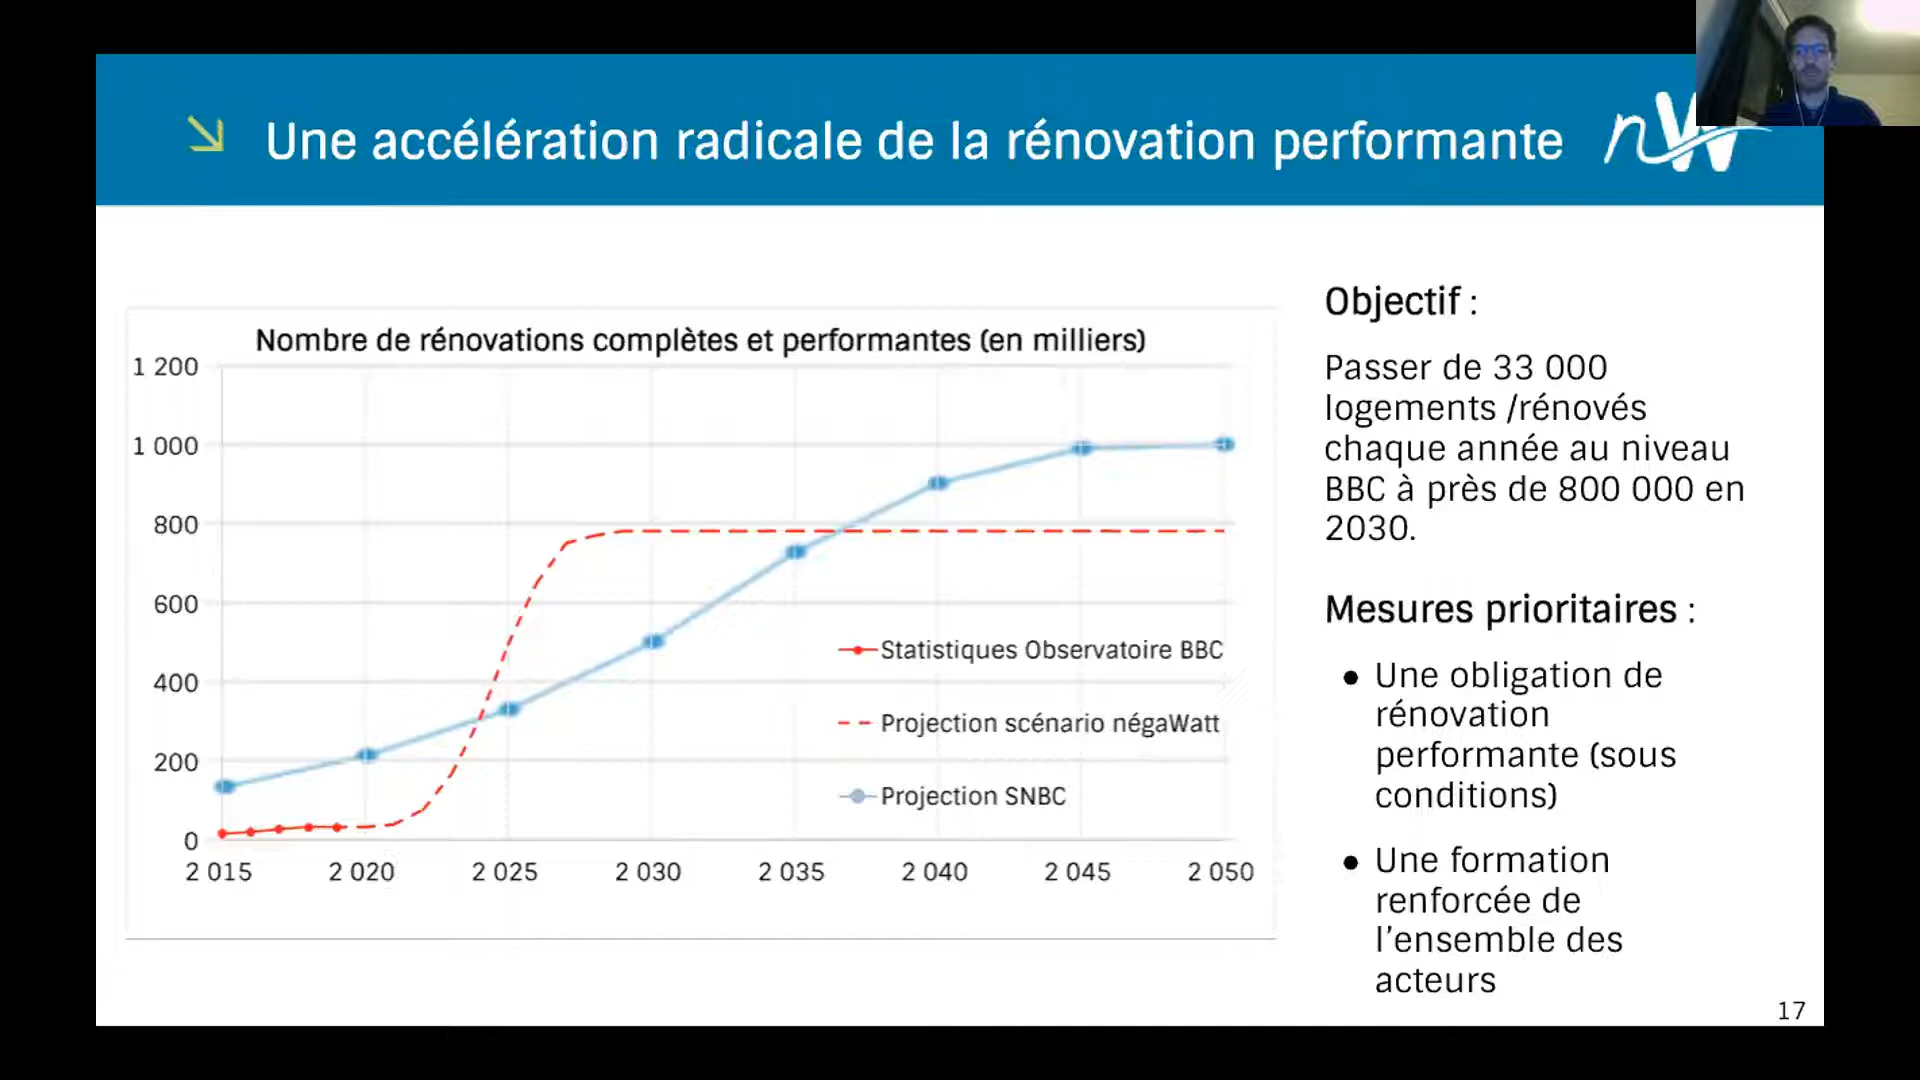 Une accélération radicale de la rénovation performante
nW
Nombre de rénovations complètes et performantes (en milliers)
1 200
1 000
800
600
400
200
0
2 015
2 020
2 025
2 030
2 035
2 040
2 045
2 050
Statistiques Observatoire BBC
Projection scénario négaWatt
Projection SNBC
Objectif :
Passer de 33 000
logements /rénovés
chaque année au niveau
BBC à près de 800 000 en
2030.
Mesures prioritaires :
● Une obligation de
rénovation
performante (sous
conditions)
● Une formation
renforcée de
l'ensemble des
acteurs
17